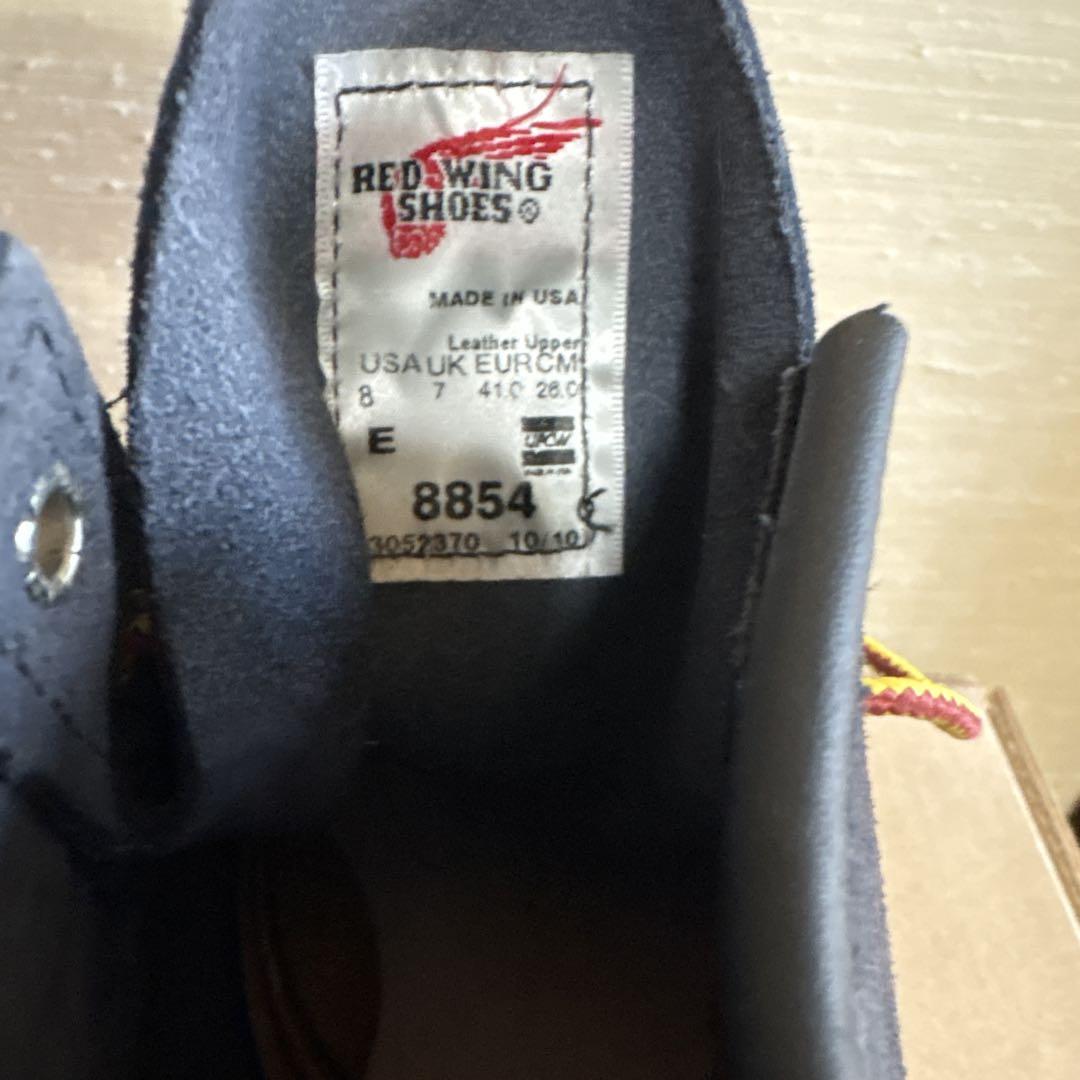 RED WING
SHOES®
MADE IN USA
Leather Upper
USA UK EUR CM
8 7 41.0 26.0
E
UFCW
8854
3052370 10/10